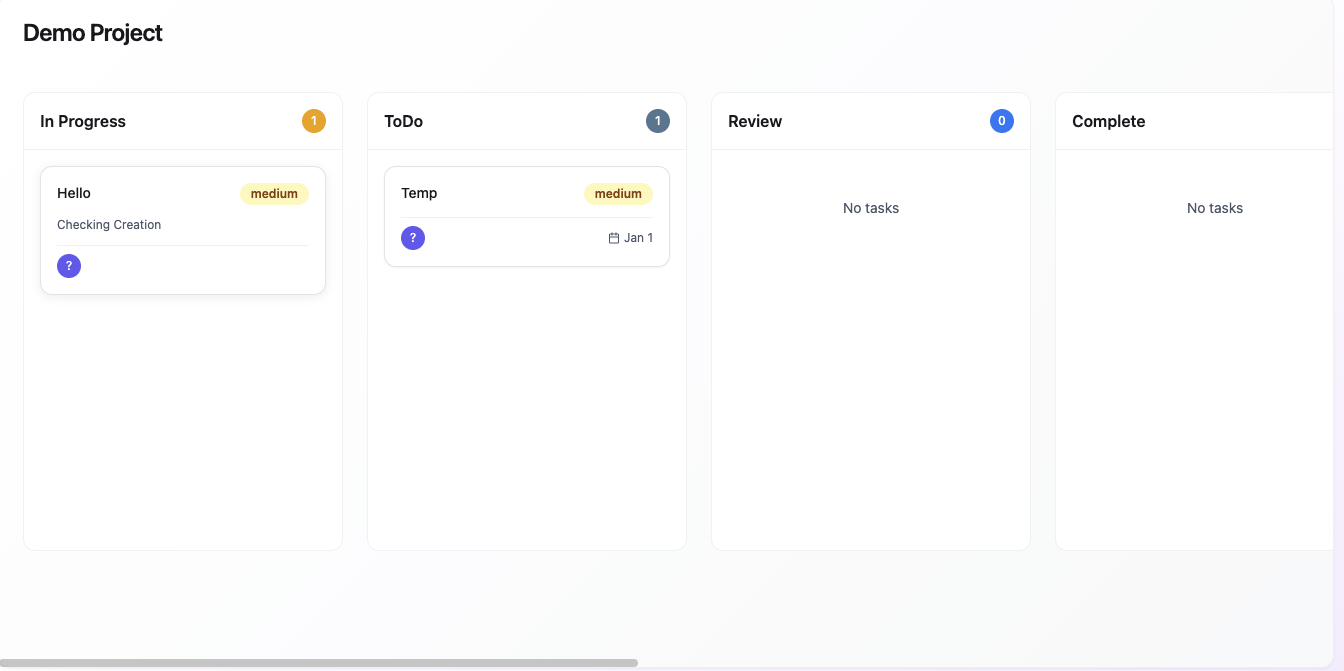 Demo Project
In Progress 1
Hello medium
Checking Creation
?
ToDo 1
Temp medium
? Jan 1
Review 0
No tasks
Complete
No tasks